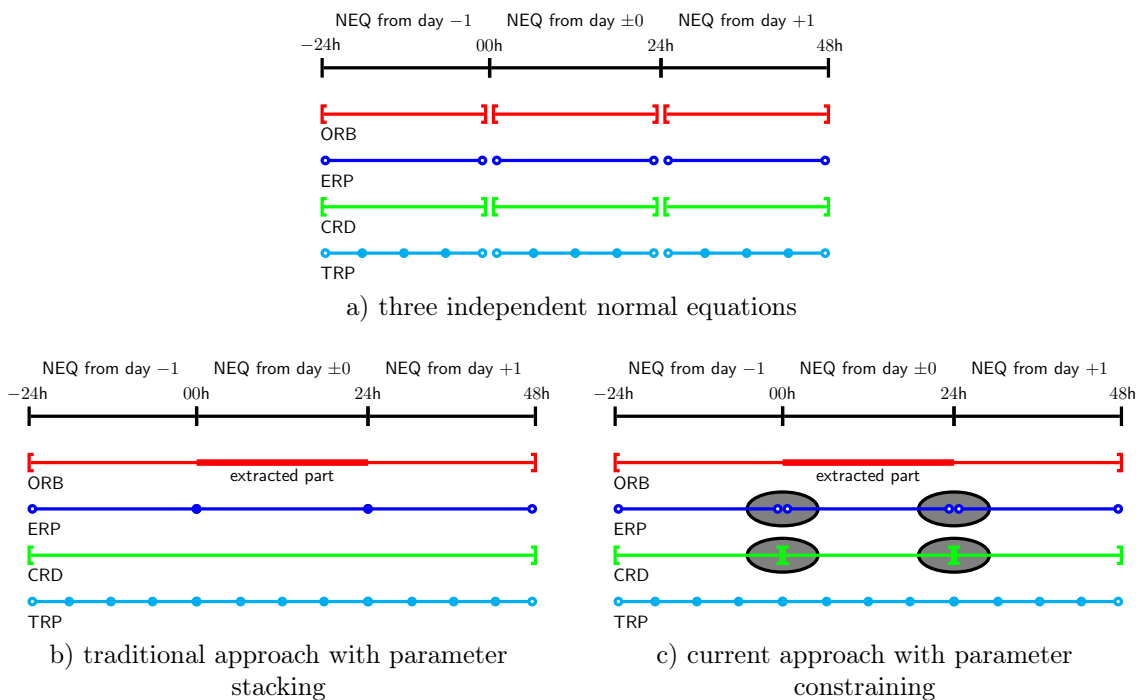 NEQ from day −1 NEQ from day ±0 NEQ from day +1
−24h 00h 24h 48h
ORB
ERP
CRD
TRP
a) three independent normal equations
NEQ from day −1 NEQ from day ±0 NEQ from day +1
−24h 00h 24h 48h
extracted part
ORB
ERP
CRD
TRP
b) traditional approach with parameter
stacking
NEQ from day −1 NEQ from day ±0 NEQ from day +1
−24h 00h 24h 48h
extracted part
ORB
ERP
CRD
TRP
c) current approach with parameter
constraining